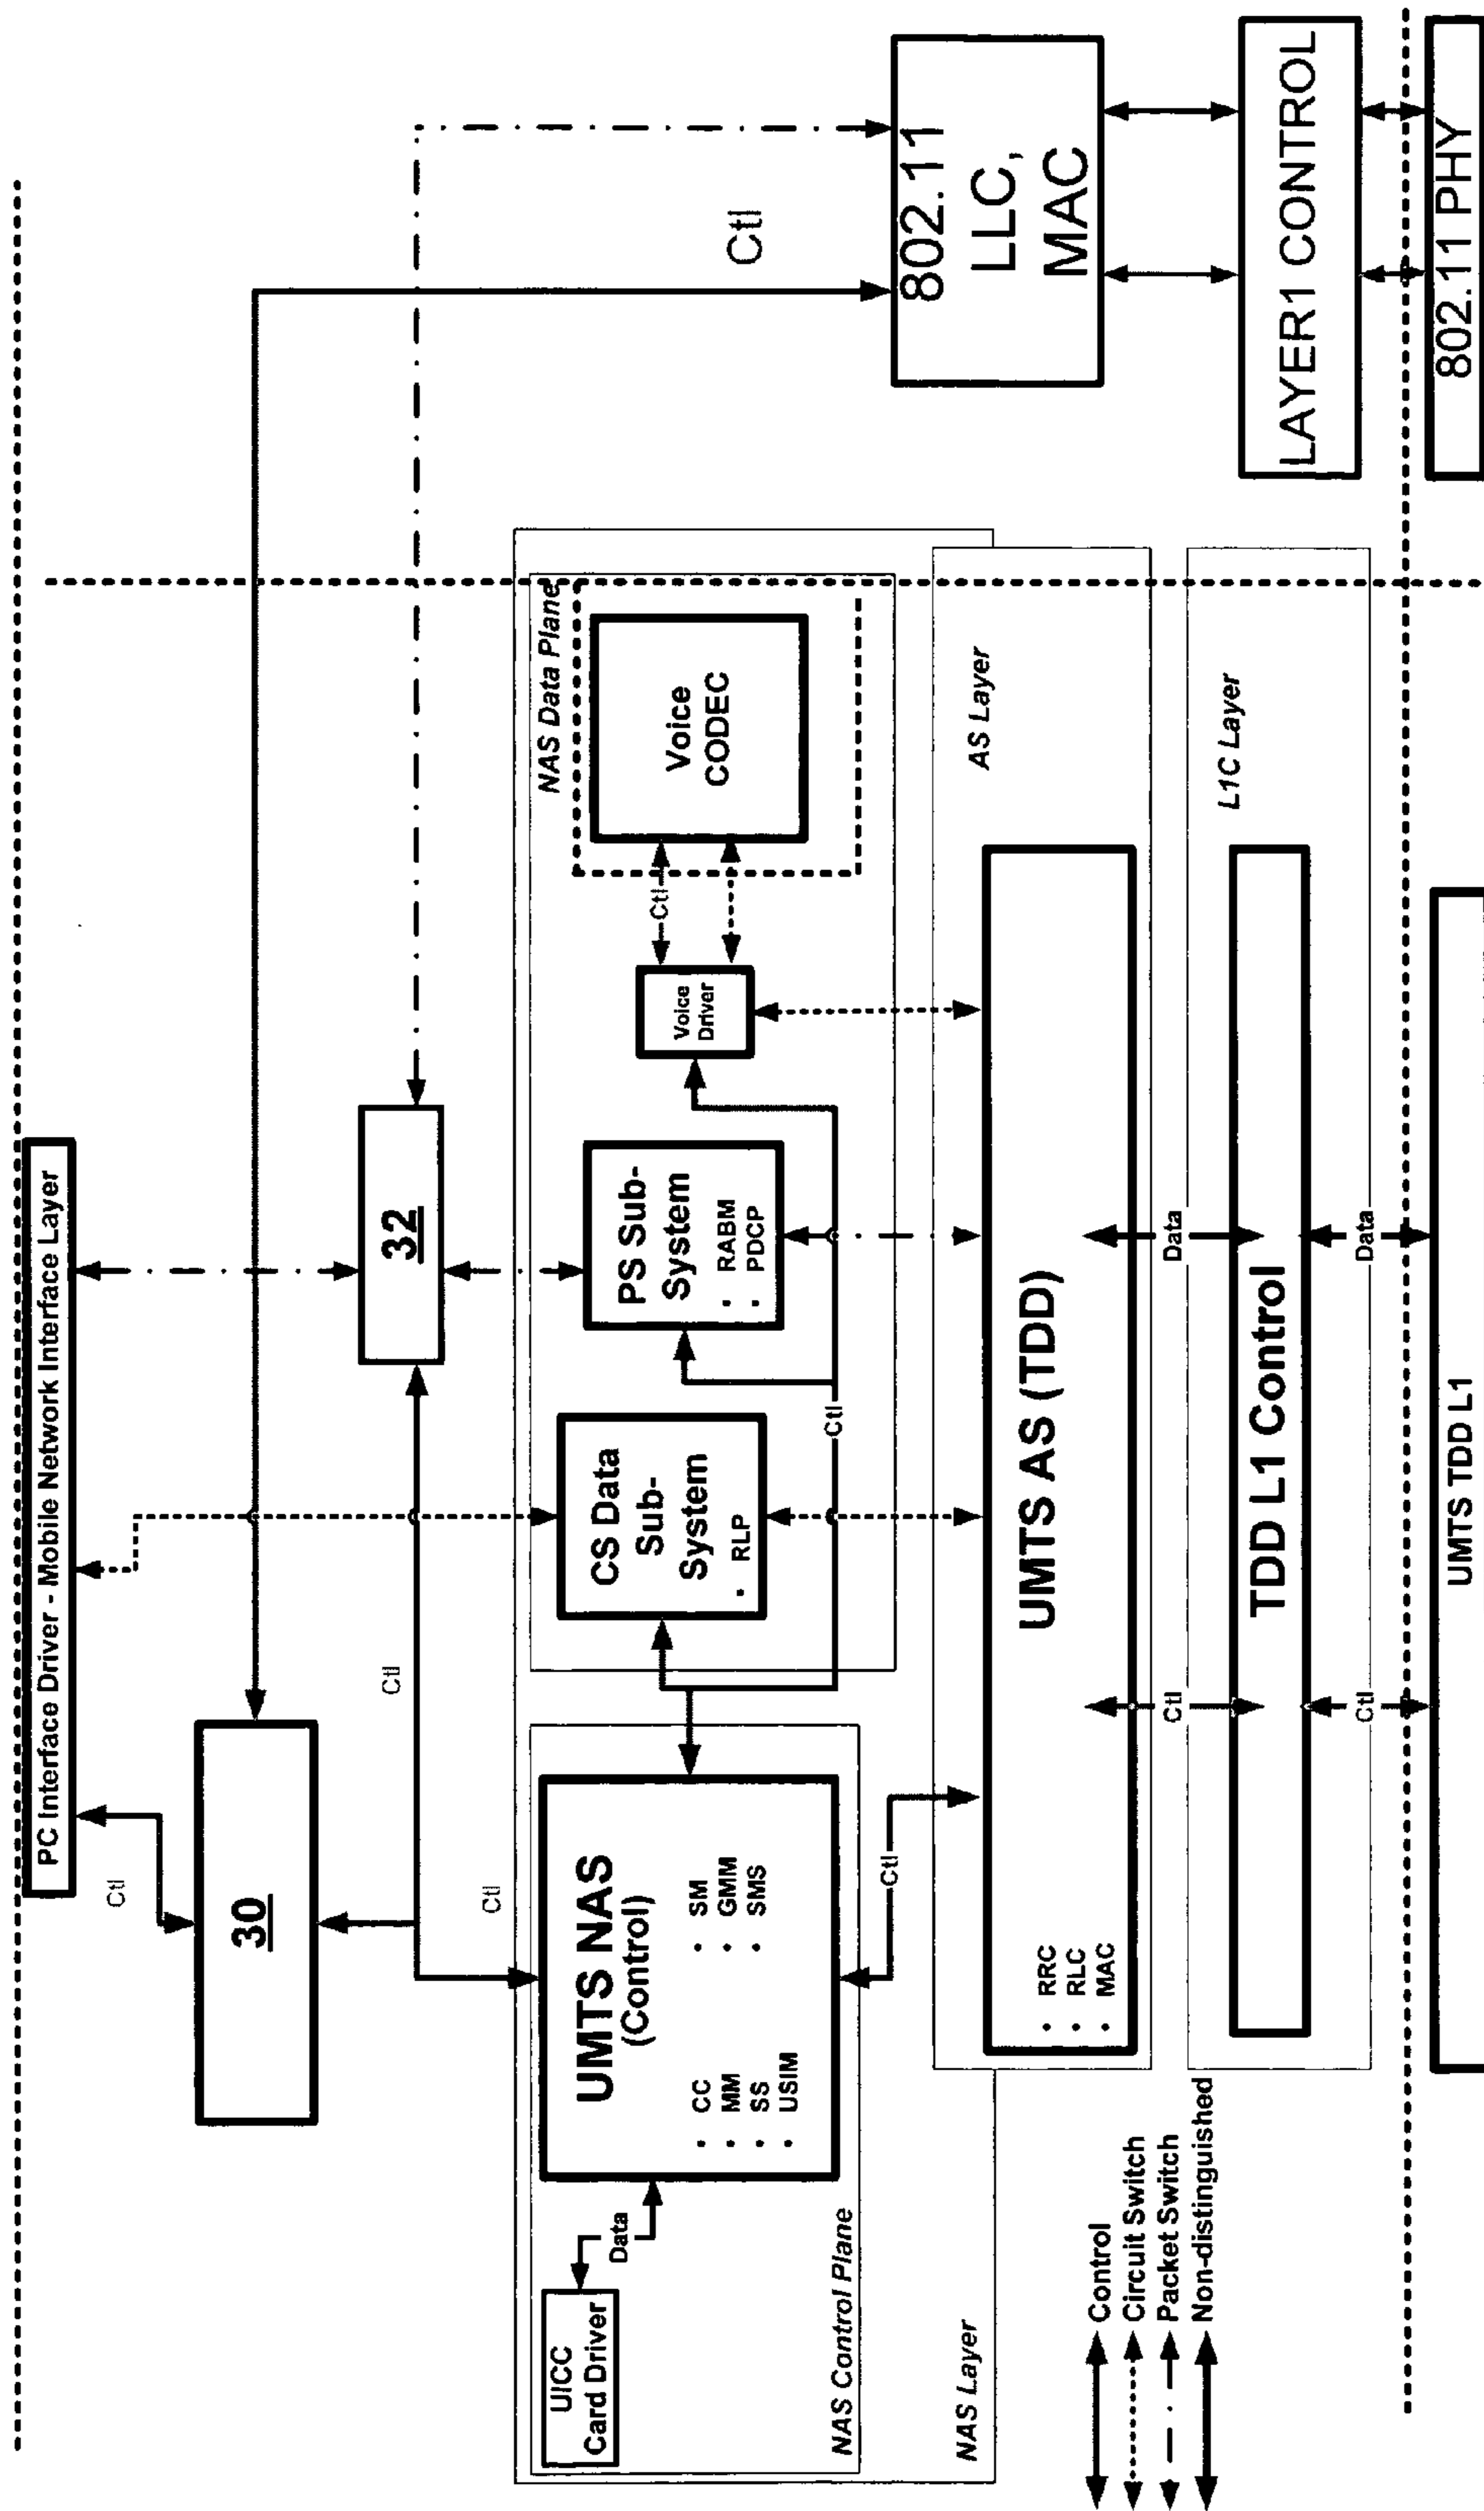 PC Interface Driver - Mobile Network Interface Layer
Ctl
30
32
Ctl
Ctl
Ctl
UICC
Card Driver
Data
UMTS NAS
(Control)
• CC
• MM
• SS
• USIM
• SM
• GMM
• SMS
NAS Control Plane
NAS Layer
CS Data
Sub-
System
• RLP
PS Sub-
System
• RABM
• PDCP
Voice
Driver
Ctl
Voice
CODEC
NAS Data Plane
Ctl
Ctl
AS Layer
UMTS AS (TDD)
• RRC
• RLC
• MAC
Ctl
Data
L1C Layer
TDD L1 Control
Ctl
Data
UMTS TDD L1
802.11
LLC,
MAC
LAYER1 CONTROL
802.11 PHY
Control
Circuit Switch
Packet Switch
Non-distinguished